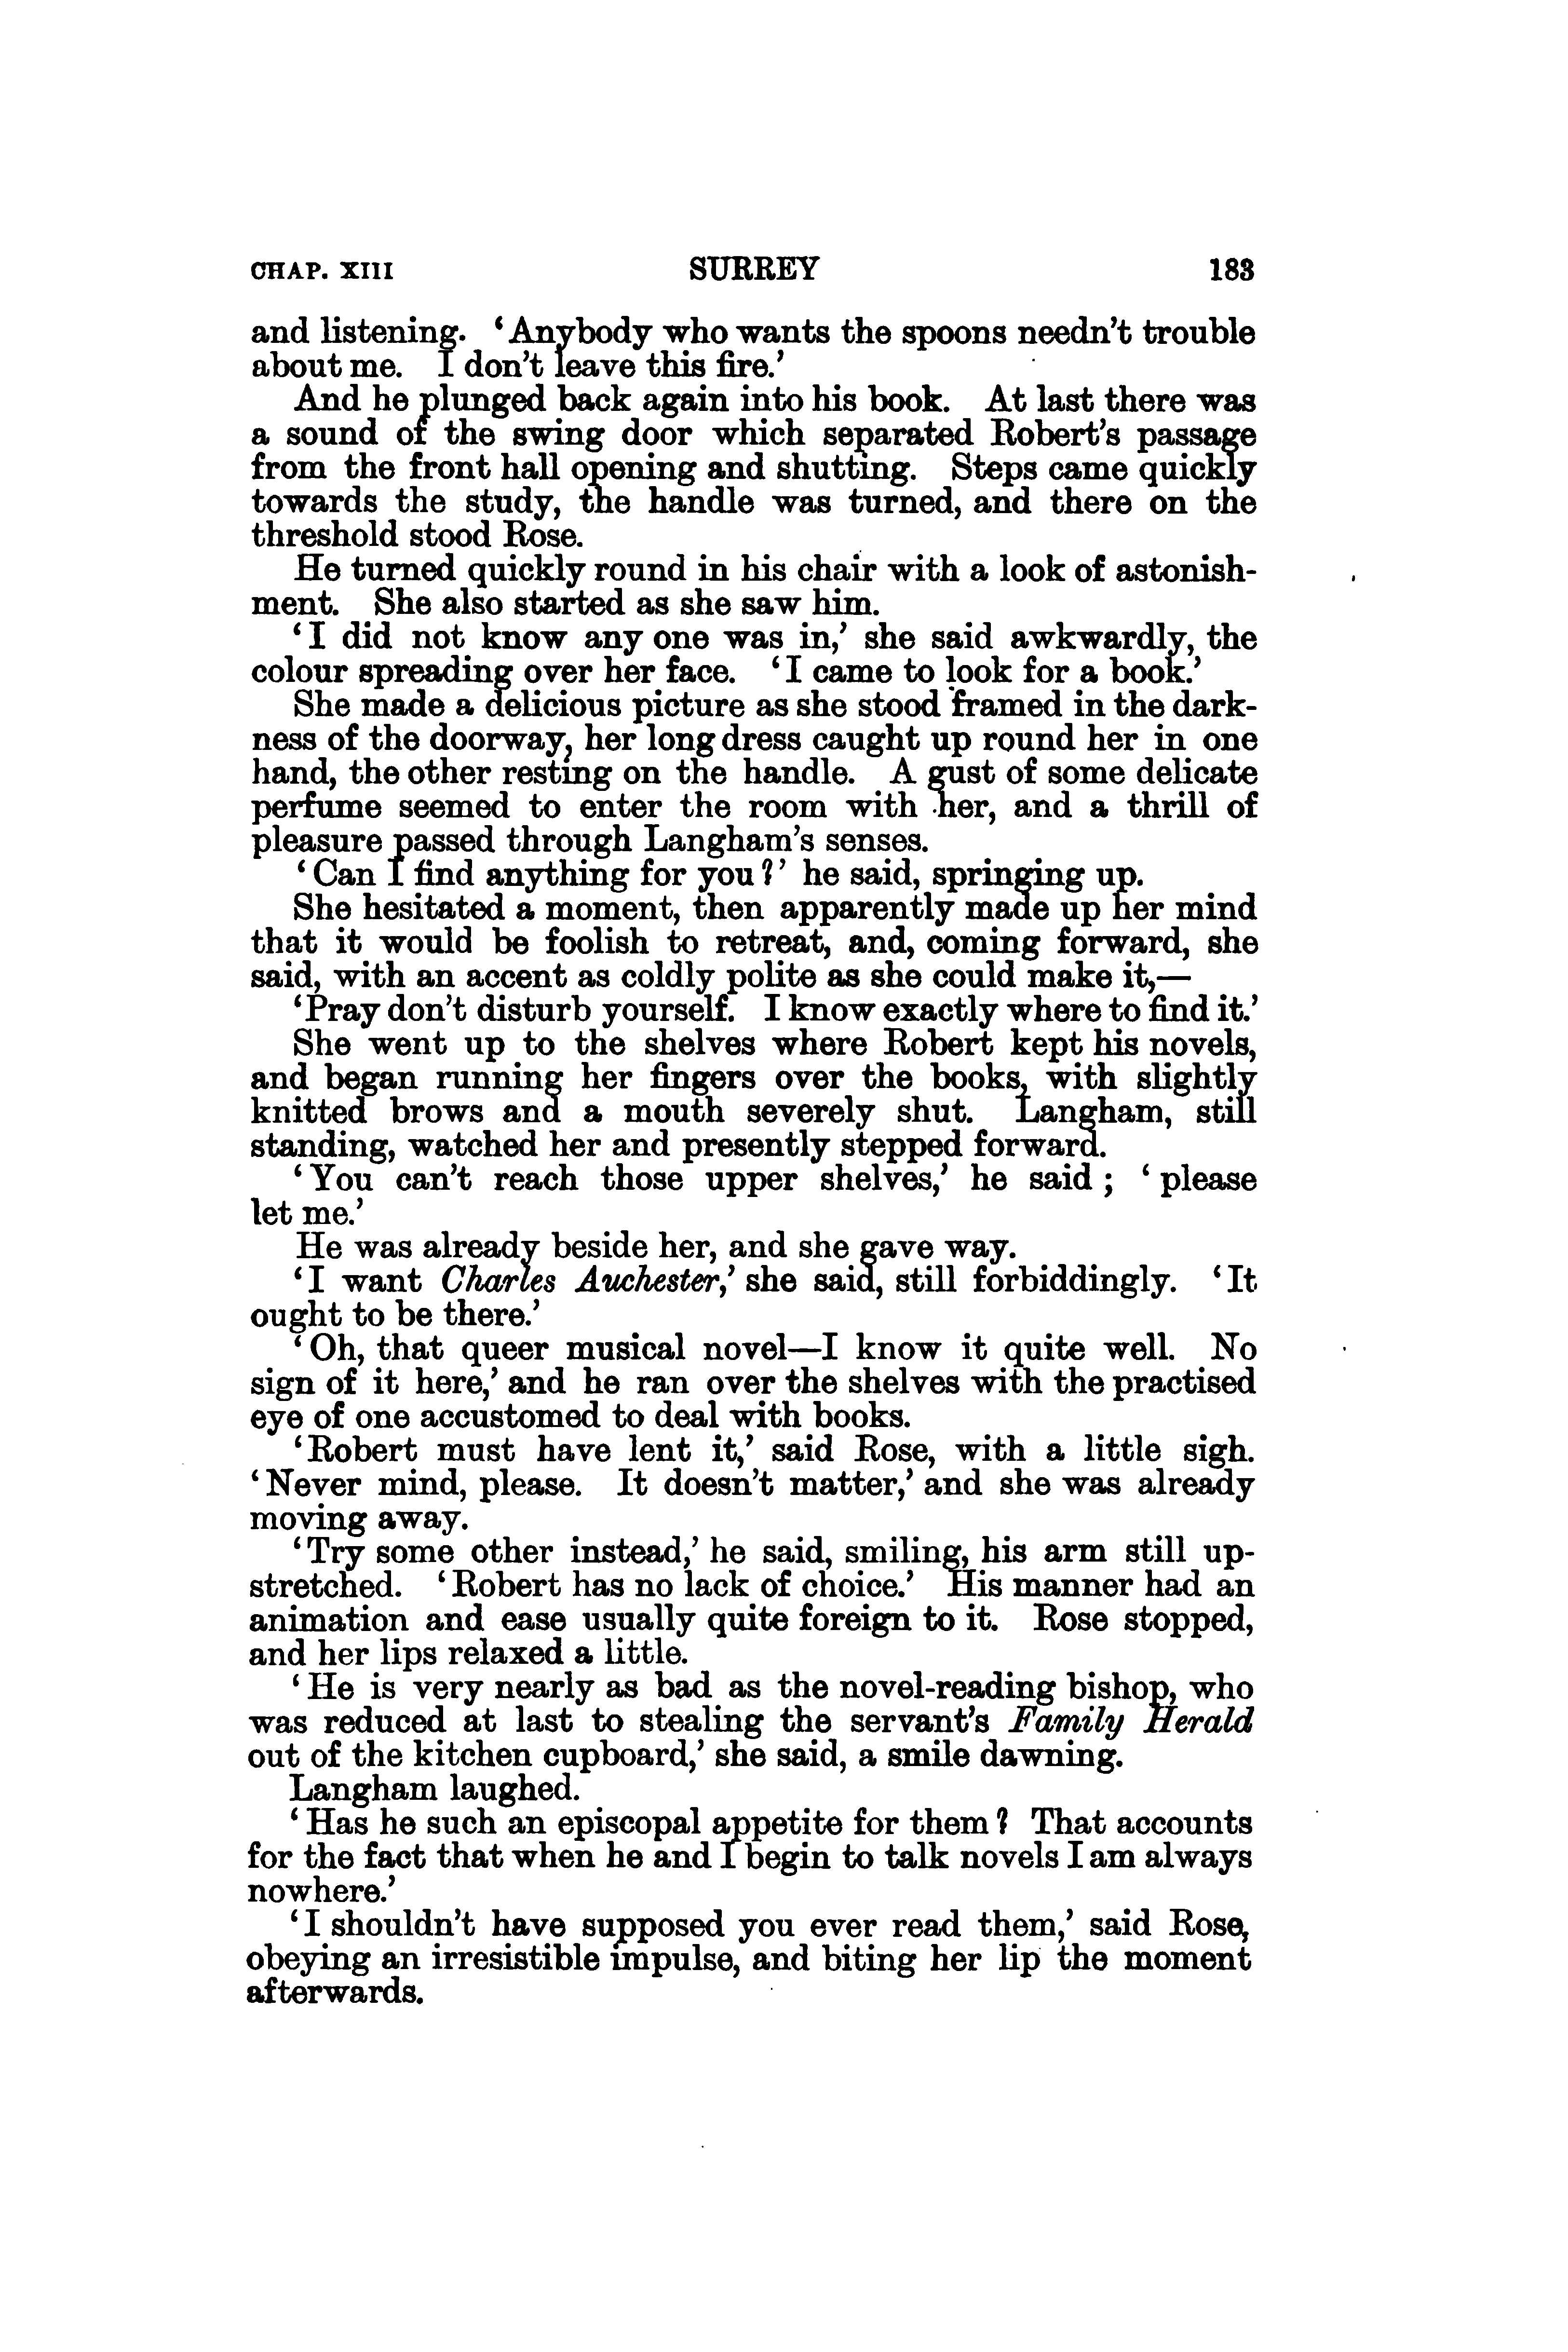 CHAP. XIII SURREY 183
and listening. ‘Anybody who wants the spoons needn’t trouble
about me. I don’t leave this fire.’
And he plunged back again into his book. At last there was
a sound of the swing door which separated Robert’s passage
from the front hall opening and shutting. Steps came quickly
towards the study, the handle was turned, and there on the
threshold stood Rose.
He turned quickly round in his chair with a look of astonish-
ment. She also started as she saw him.
‘I did not know any one was in,’ she said awkwardly, the
colour spreading over her face. ‘I came to look for a book.’
She made a delicious picture as she stood framed in the dark-
ness of the doorway, her long dress caught up round her in one
hand, the other resting on the handle. A gust of some delicate
perfume seemed to enter the room with her, and a thrill of
pleasure passed through Langham’s senses.
‘Can I find anything for you?’ he said, springing up.
She hesitated a moment, then apparently made up her mind
that it would be foolish to retreat, and, coming forward, she
said, with an accent as coldly polite as she could make it,—
‘Pray don’t disturb yourself. I know exactly where to find it.’
She went up to the shelves where Robert kept his novels,
and began running her fingers over the books, with slightly
knitted brows and a mouth severely shut. Langham, still
standing, watched her and presently stepped forward.
‘You can’t reach those upper shelves,’ he said; ‘please
let me.’
He was already beside her, and she gave way.
‘I want Charles Auchester,’ she said, still forbiddingly. ‘It
ought to be there.’
‘Oh, that queer musical novel—I know it quite well. No
sign of it here,’ and he ran over the shelves with the practised
eye of one accustomed to deal with books.
‘Robert must have lent it,’ said Rose, with a little sigh.
‘Never mind, please. It doesn’t matter,’ and she was already
moving away.
‘Try some other instead,’ he said, smiling, his arm still up-
stretched. ‘Robert has no lack of choice.’ His manner had an
animation and ease usually quite foreign to it. Rose stopped,
and her lips relaxed a little.
‘He is very nearly as bad as the novel-reading bishop, who
was reduced at last to stealing the servant’s Family Herald
out of the kitchen cupboard,’ she said, a smile dawning.
Langham laughed.
‘Has he such an episcopal appetite for them? That accounts
for the fact that when he and I begin to talk novels I am always
nowhere.’
‘I shouldn’t have supposed you ever read them,’ said Rose,
obeying an irresistible impulse, and biting her lip the moment
afterwards.